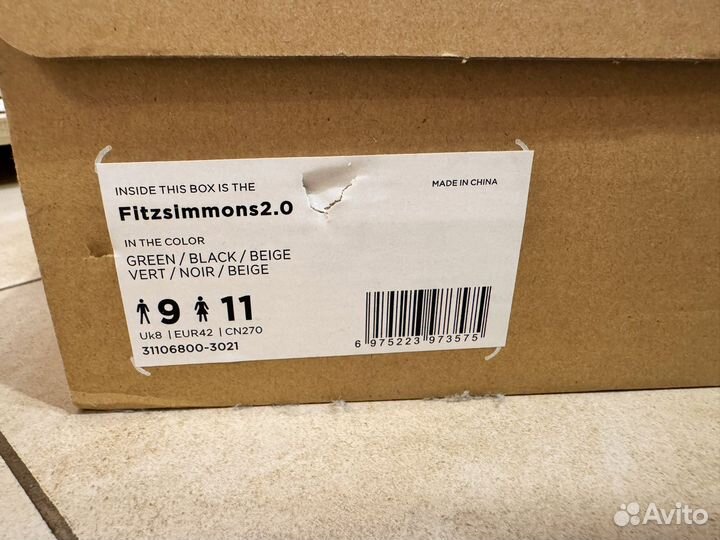 INSIDE THIS BOX IS THE
Fitzsimmons2.0
MADE IN CHINA
IN THE COLOR
GREEN / BLACK / BEIGE
VERT / NOIR / BEIGE
9 11
Uk8 | EUR42 | CN270
31106800-3021
6 975223 973575
Avito